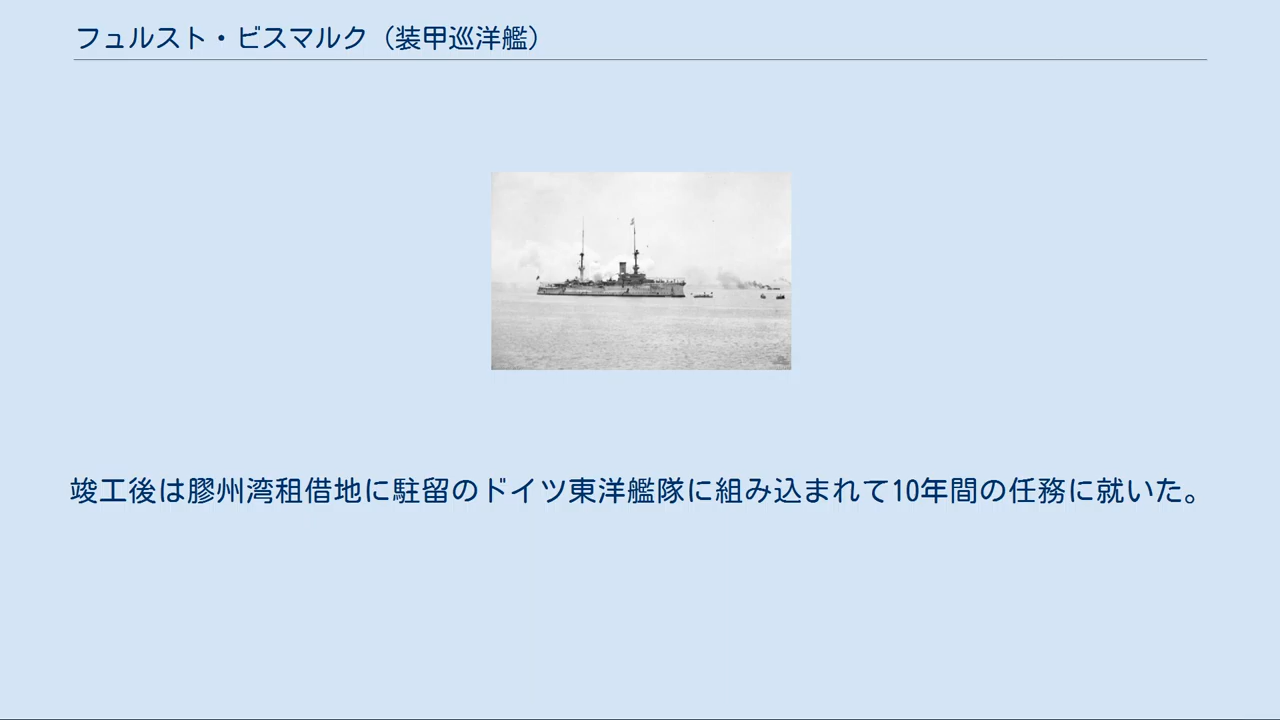 フュルスト・ビスマルク（装甲巡洋艦）
竣工後は膠州湾租借地に駐留のドイツ東洋艦隊に組み込まれて10年間の任務に就いた。